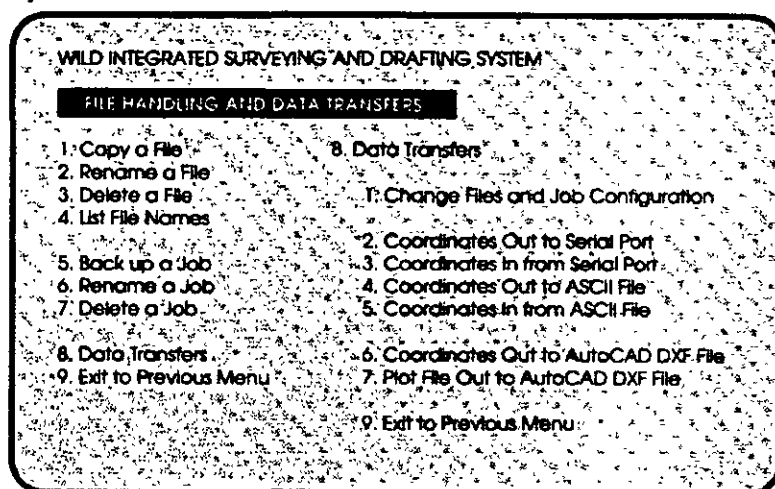 WILD INTEGRATED SURVEYING AND DRAFTING SYSTEM
FILE HANDLING AND DATA TRANSFERS
1. Copy a File
2. Rename a File
3. Delete a File
4. List File Names
5. Back up a Job
6. Rename a Job
7. Delete a Job
8. Data Transfers
9. Exit to Previous Menu
8. Data Transfers
1. Change Files and Job Configuration
2. Coordinates Out to Serial Port
3. Coordinates In from Serial Port
4. Coordinates Out to ASCII File
5. Coordinates In from ASCII File
6. Coordinates Out to AutoCAD DXF File
7. Plot File Out to AutoCAD DXF File
9. Exit to Previous Menu